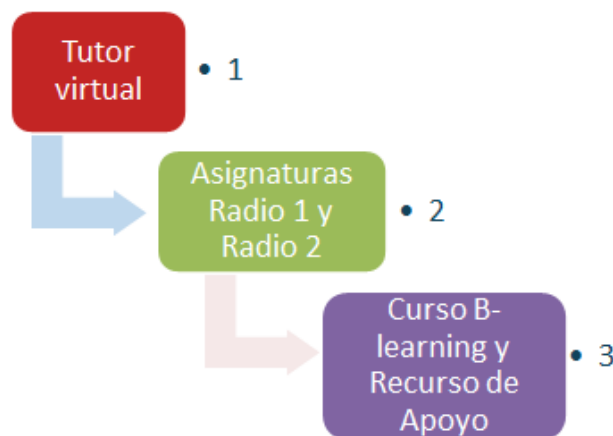 Tutor
virtual
• 1
Asignaturas
Radio 1 y
Radio 2
• 2
Curso B-
learning y
Recurso de
Apoyo
• 3